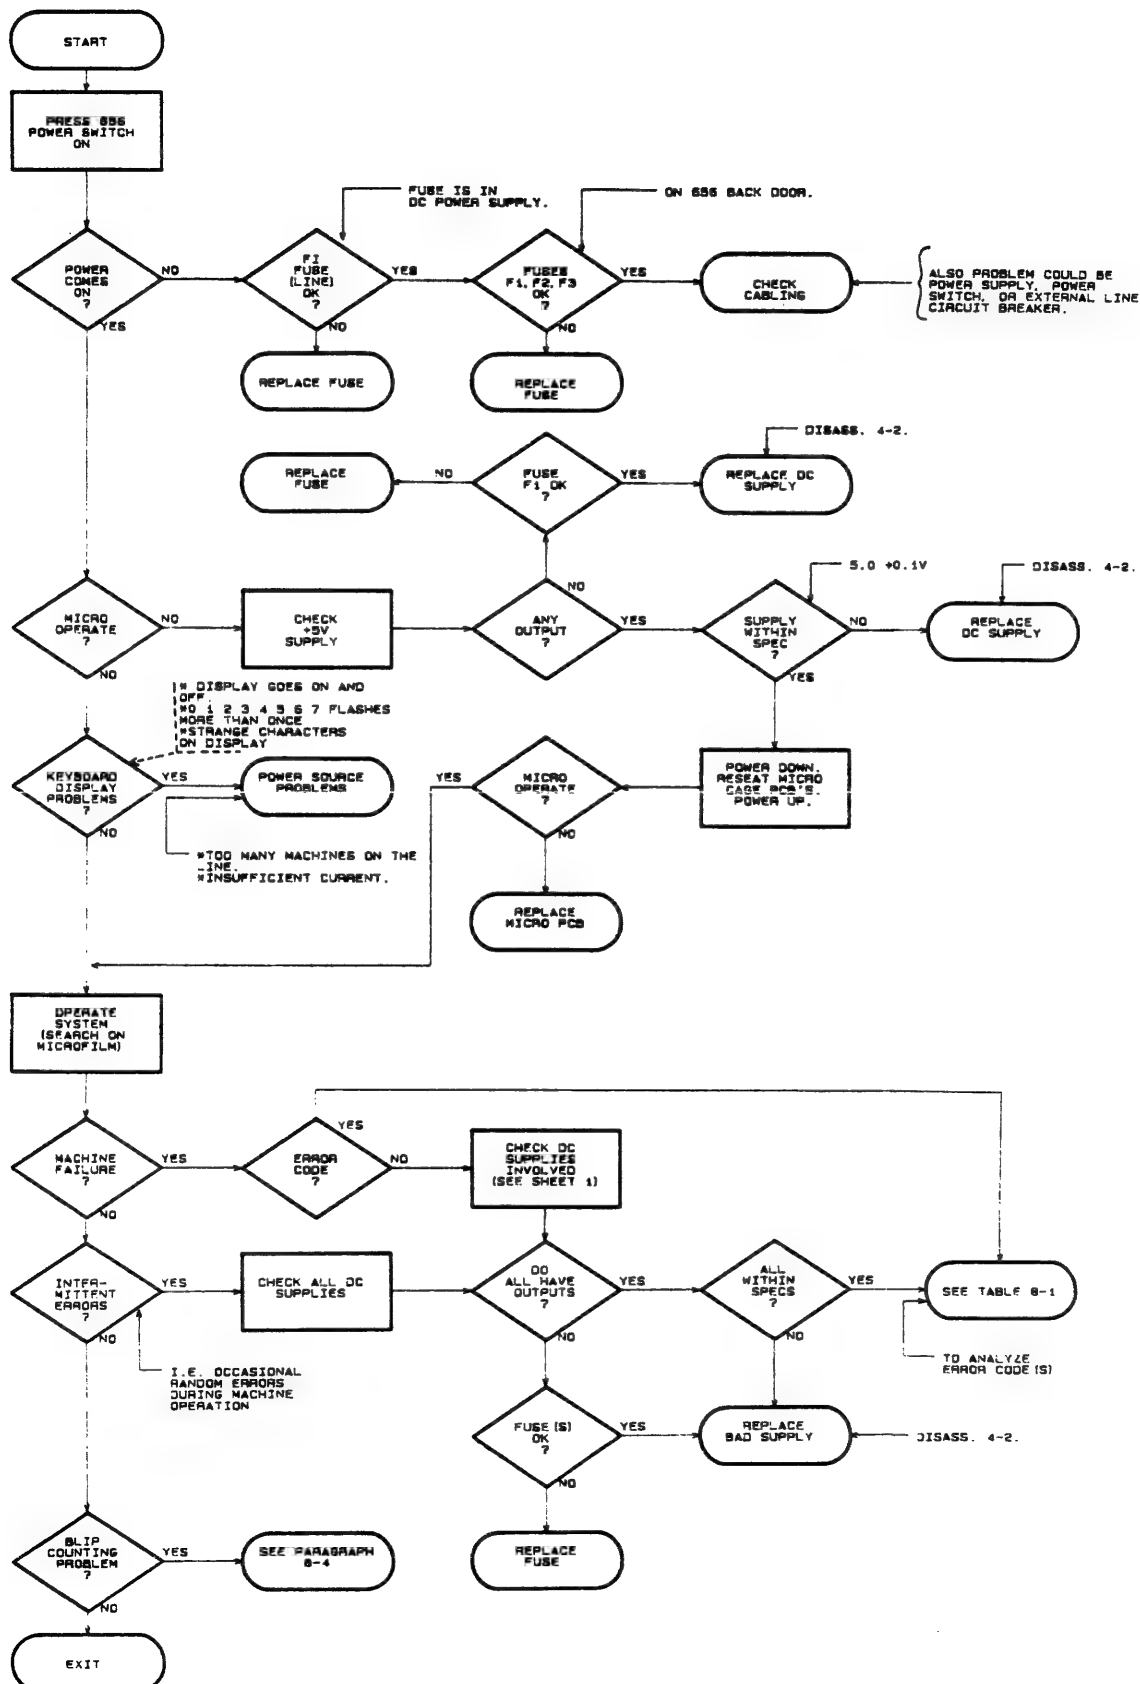 START
PRESS 656
POWER SWITCH
ON
FUSE IS IN
DC POWER SUPPLY.
ON 656 BACK DOOR.
POWER
COMES
ON
?
NO
YES
FI
FUSE
(LINE)
OK
?
YES
NO
FUSES
F1, F2, F3
OK
?
YES
NO
CHECK
CABLING
ALSO PROBLEM COULD BE
POWER SUPPLY, POWER
SWITCH, OR EXTERNAL LINE
CIRCUIT BREAKER.
REPLACE FUSE
REPLACE
FUSE
DISASS. 4-2.
REPLACE
FUSE
NO
FUSE
F1 OK
?
YES
REPLACE DC
SUPPLY
MICRO
OPERATE
?
NO
NO
CHECK
+5V
SUPPLY
ANY
OUTPUT
?
NO
YES
5.0 +0.1V
SUPPLY
WITHIN
SPEC
?
NO
YES
DISASS. 4-2.
REPLACE
DC SUPPLY
* DISPLAY GOES ON AND
OFF
*0 1 2 3 4 5 6 7 FLASHES
MORE THAN ONCE
*STRANGE CHARACTERS
ON DISPLAY
KEYBOARD
DISPLAY
PROBLEMS
?
YES
NO
POWER SOURCE
PROBLEMS
*TOO MANY MACHINES ON THE
LINE.
*INSUFFICIENT CURRENT.
YES
MICRO
OPERATE
?
NO
POWER DOWN.
RESEAT MICRO
CAGE PCB'S.
POWER UP.
REPLACE
MICRO PCB
OPERATE
SYSTEM
(SEARCH ON
MICROFILM)
MACHINE
FAILURE
?
YES
NO
ERROR
CODE
?
YES
NO
CHECK DC
SUPPLIES
INVOLVED
(SEE SHEET 1)
INTER-
MITTENT
ERRORS
?
YES
NO
CHECK ALL DC
SUPPLIES
DO
ALL HAVE
OUTPUTS
?
YES
NO
ALL
WITHIN
SPECS
?
YES
NO
SEE TABLE 8-1
TO ANALYZE
ERROR CODE(S)
I.E. OCCASIONAL
RANDOM ERRORS
DURING MACHINE
OPERATION
FUSE(S)
OK
?
YES
NO
REPLACE
BAD SUPPLY
DISASS. 4-2.
BLIP
COUNTING
PROBLEM
?
YES
NO
SEE PARAGRAPH
8-4
REPLACE
FUSE
EXIT